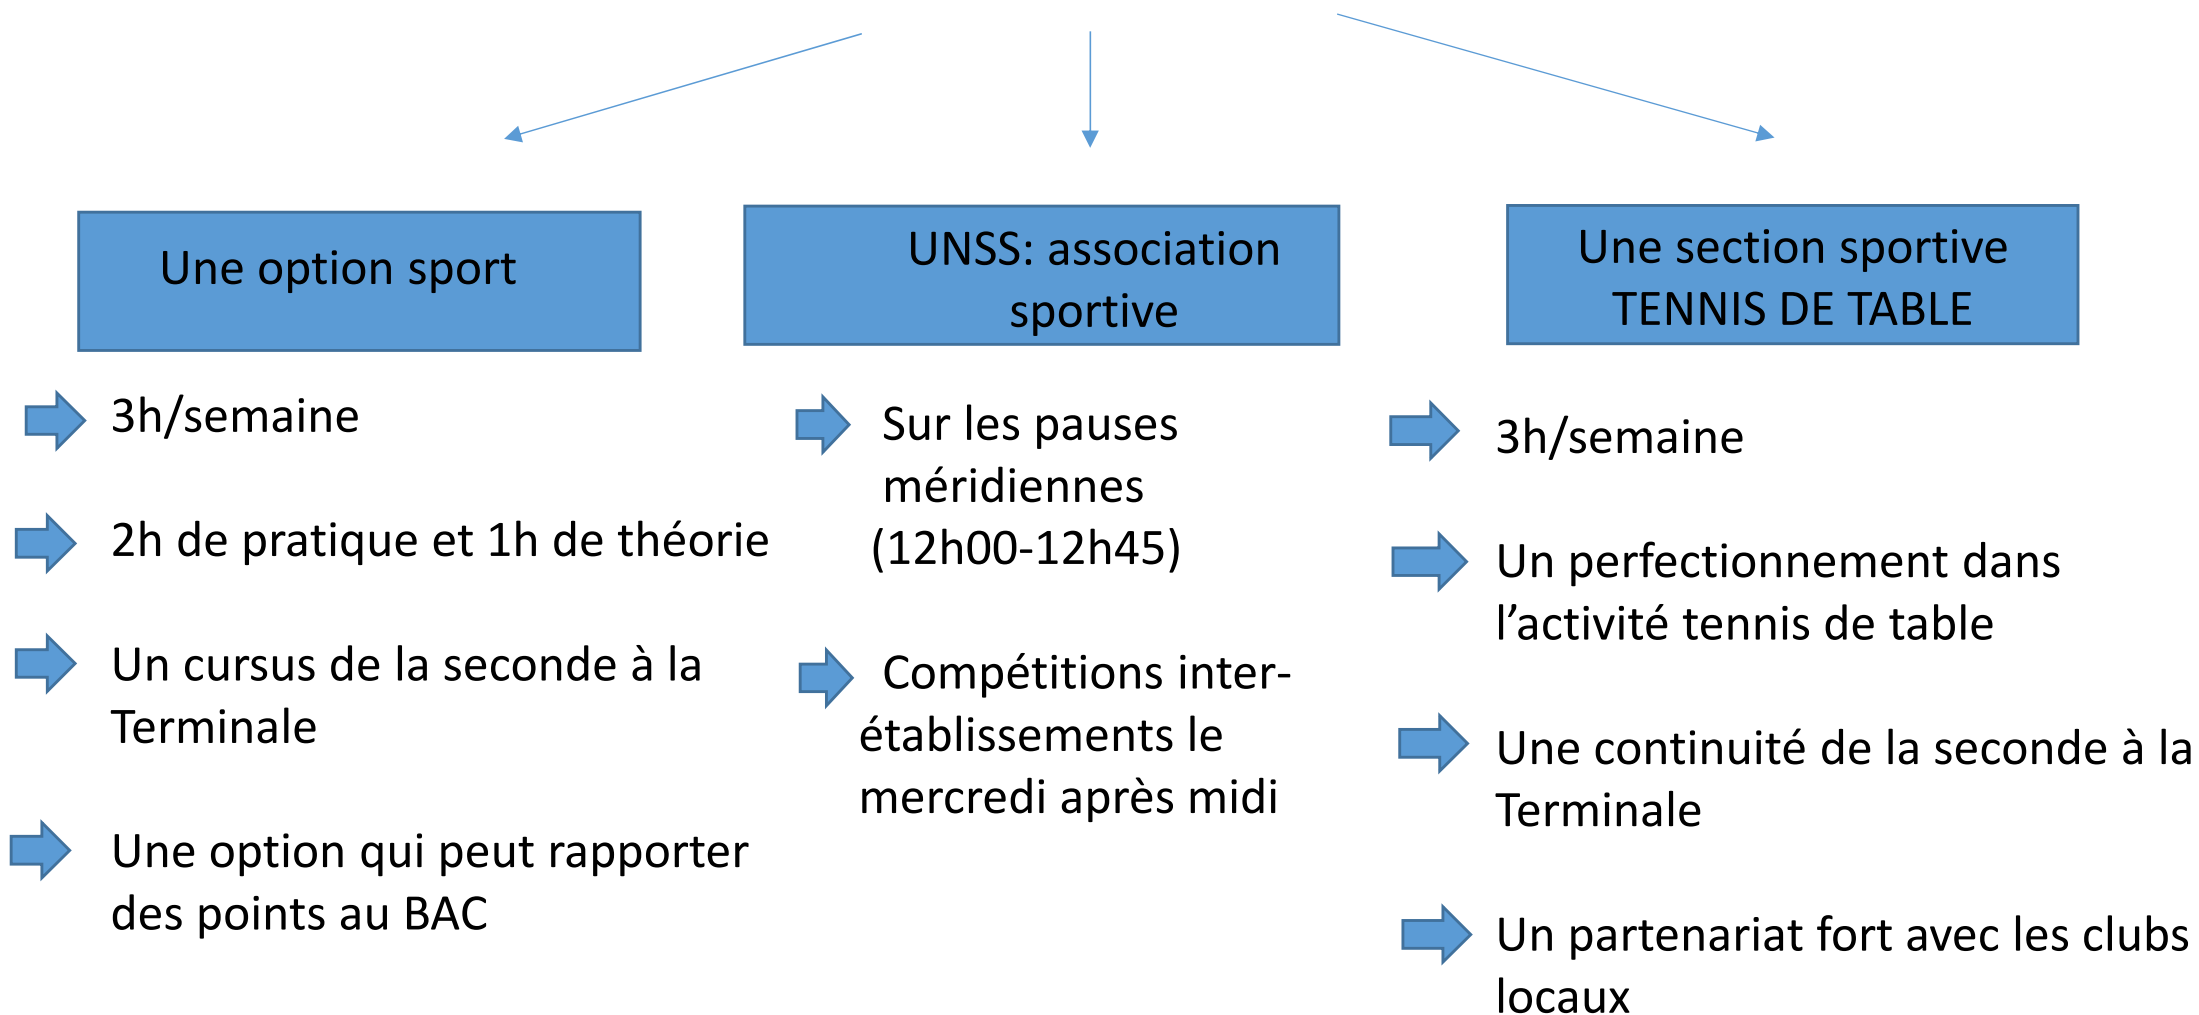 Une option sport
3h/semaine
2h de pratique et 1h de théorie
Un cursus de la seconde à la
Terminale
Une option qui peut rapporter
des points au BAC
UNSS: association
sportive
Sur les pauses
méridiennes
(12h00-12h45)
Compétitions inter-
établissements le
mercredi après midi
Une section sportive
TENNIS DE TABLE
3h/semaine
Un perfectionnement dans
l’activité tennis de table
Une continuité de la seconde à la
Terminale
Un partenariat fort avec les clubs
locaux